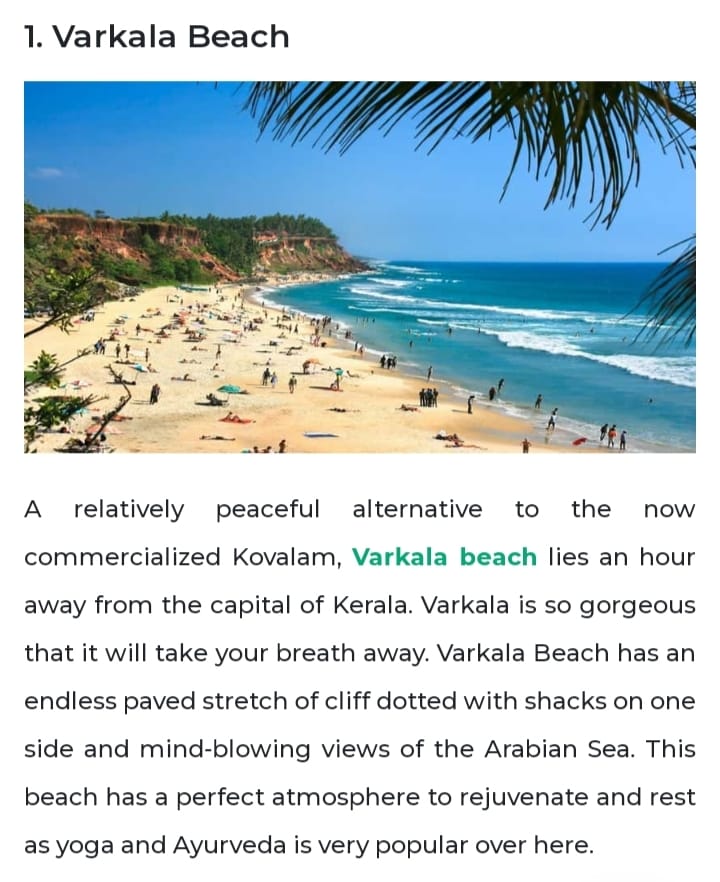 1. Varkala Beach
A relatively peaceful alternative to the now
commercialized Kovalam, Varkala beach lies an hour
away from the capital of Kerala. Varkala is so gorgeous
that it will take your breath away. Varkala Beach has an
endless paved stretch of cliff dotted with shacks on one
side and mind-blowing views of the Arabian Sea. This
beach has a perfect atmosphere to rejuvenate and rest
as yoga and Ayurveda is very popular over here.